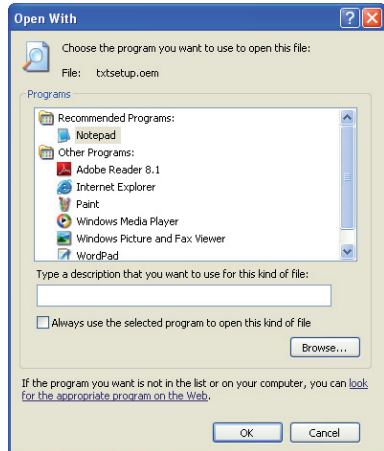 Open With
Choose the program you want to use to open this file:
File: txtsetup.oem
Programs
Recommended Programs:
Notepad
Other Programs:
Adobe Reader 8.1
Internet Explorer
Paint
Windows Media Player
Windows Picture and Fax Viewer
WordPad
Type a description that you want to use for this kind of file:
Always use the selected program to open this kind of file
Browse...
If the program you want is not in the list or on your computer, you can look
for the appropriate program on the Web.
OK Cancel